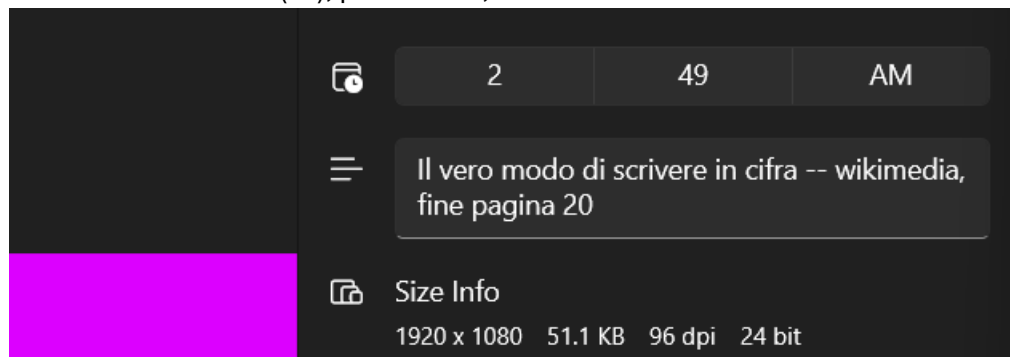 2 49 AM
Il vero modo di scrivere in cifra -- wikimedia,
fine pagina 20
Size Info
1920 x 1080 51.1 KB 96 dpi 24 bit